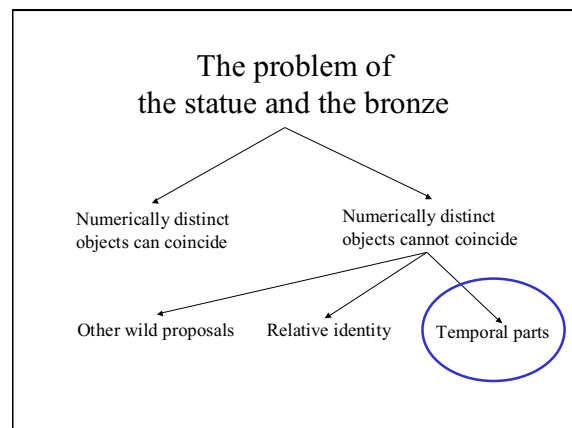 The problem of
the statue and the bronze
Numerically distinct
objects can coincide
Numerically distinct
objects cannot coincide
Other wild proposals
Relative identity
Temporal parts